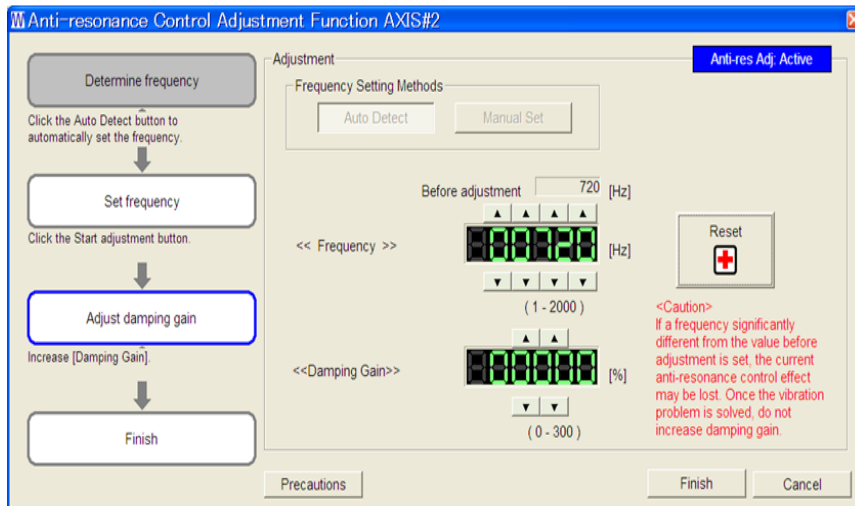 Anti-resonance Control Adjustment Function AXIS#2
Determine frequency
Click the Auto Detect button to
automatically set the frequency.
Set frequency
Click the Start adjustment button.
Adjust damping gain
Increase [Damping Gain].
Finish
Adjustment
Anti-res Adj: Active
Frequency Setting Methods
Auto Detect
Manual Set
Before adjustment 720 [Hz]
<< Frequency >> 00720 [Hz]
( 1 - 2000 )
<<Damping Gain>> 00000 [%]
( 0 - 300 )
Reset
<Caution>
If a frequency significantly
different from the value before
adjustment is set, the current
anti-resonance control effect
may be lost. Once the vibration
problem is solved, do not
increase damping gain.
Precautions
Finish
Cancel